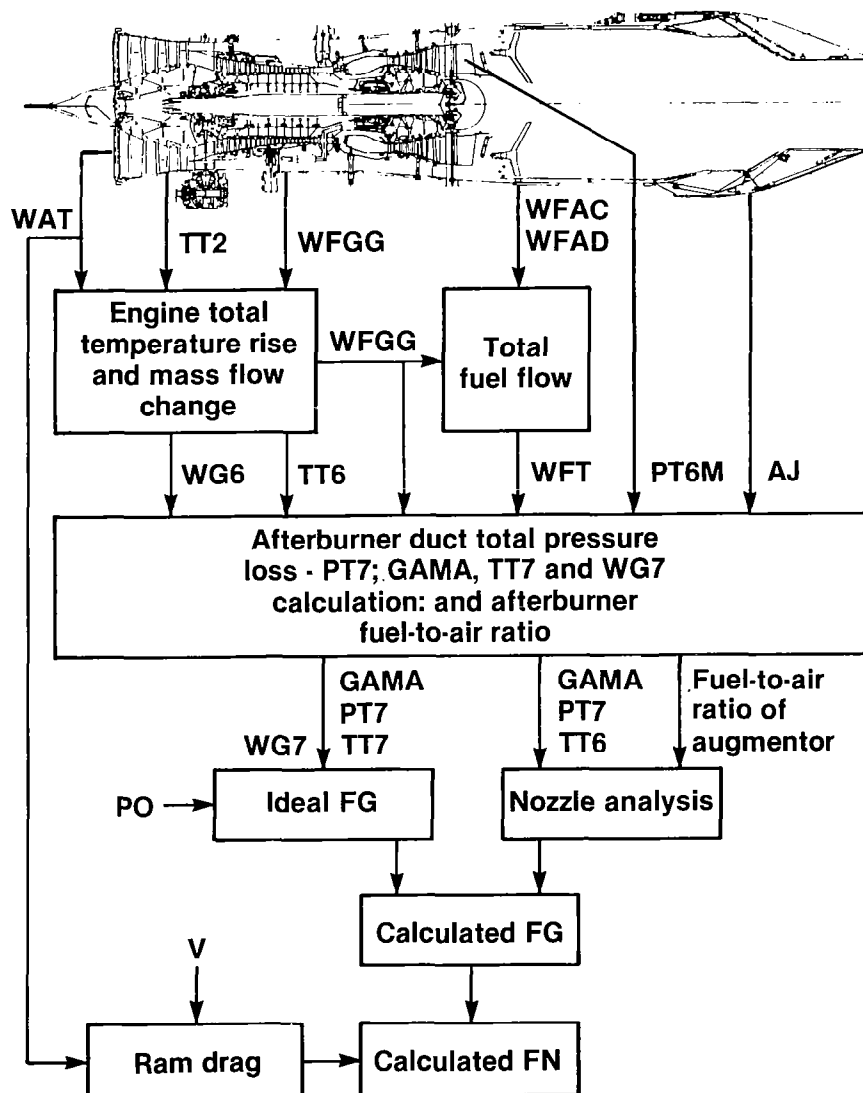 WAT
TT2
WFGG
WFAC
WFAD
Engine total
temperature rise
and mass flow
change
WFGG
Total
fuel flow
WG6
TT6
WFT
PT6M
AJ
Afterburner duct total pressure
loss - PT7; GAMA, TT7 and WG7
calculation: and afterburner
fuel-to-air ratio
GAMA
PT7
WG7 TT7
GAMA
PT7
TT6
Fuel-to-air
ratio of
augmentor
PO
Ideal FG
Nozzle analysis
Calculated FG
V
Ram drag
Calculated FN